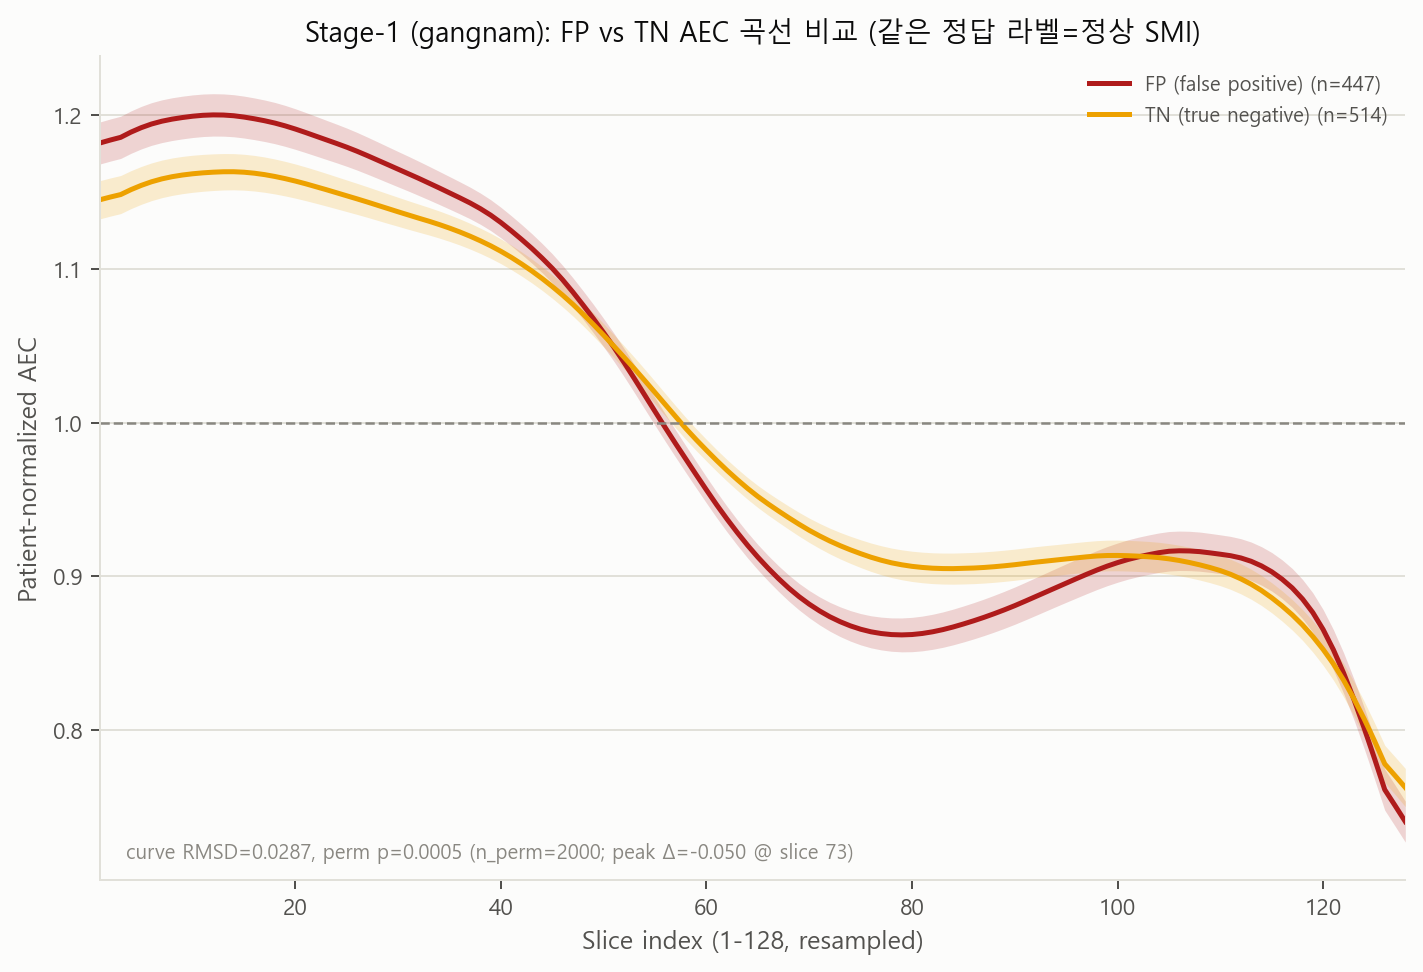 Stage-1 (gangnam): FP vs TN AEC 곡선 비교 (같은 정답 라벨=정상 SMI)
FP (false positive) (n=447)
TN (true negative) (n=514)
Patient-normalized AEC
1.2
1.1
1.0
0.9
0.8
curve RMSD=0.0287, perm p=0.0005 (n_perm=2000; peak Δ=-0.050 @ slice 73)
20 40 60 80 100 120
Slice index (1-128, resampled)